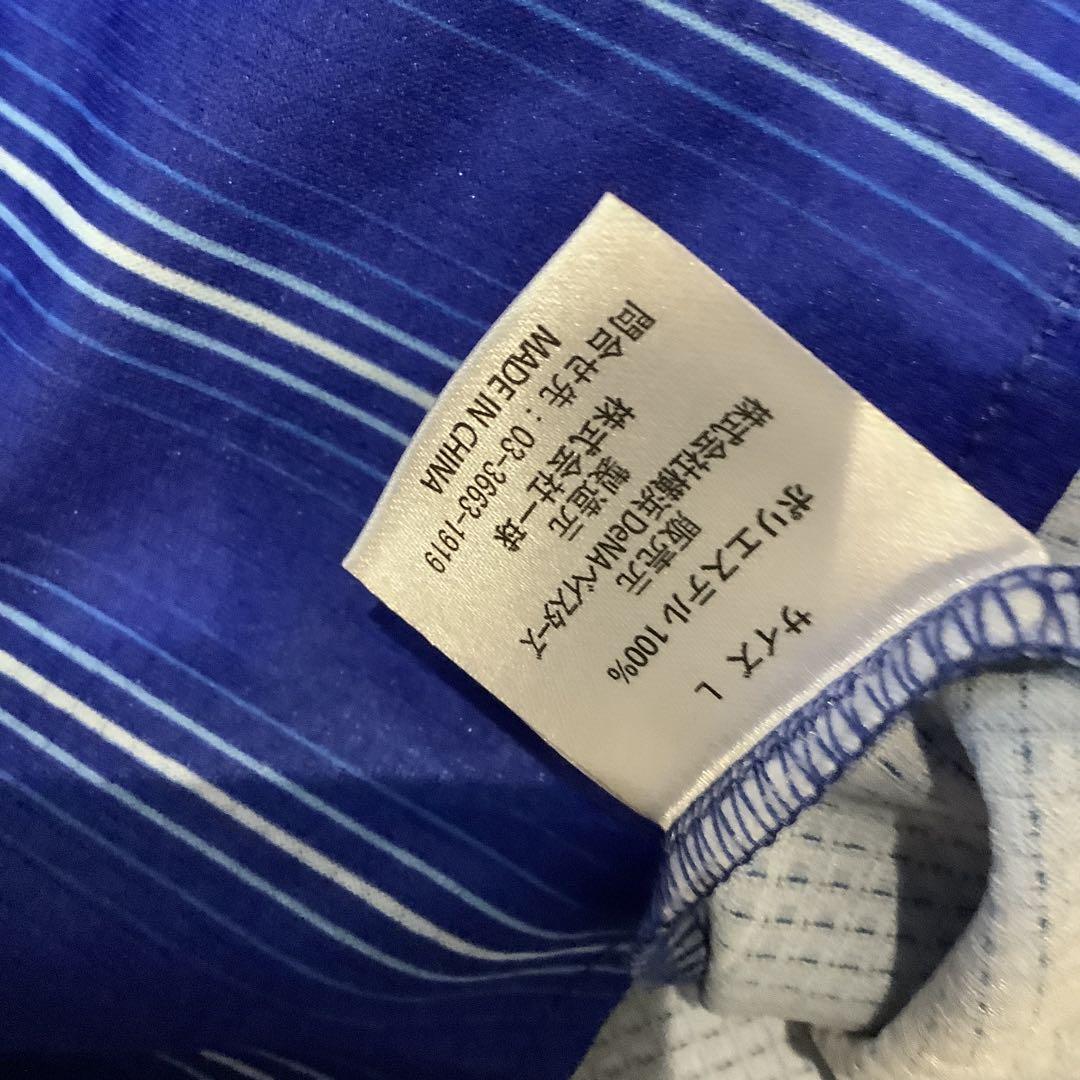 サイズ L
ポリエステル 100%
販売元
株式会社横浜DeNAベイスターズ
製造元
株式会社一球
問合せ先：03-3663-1919
MADE IN CHINA